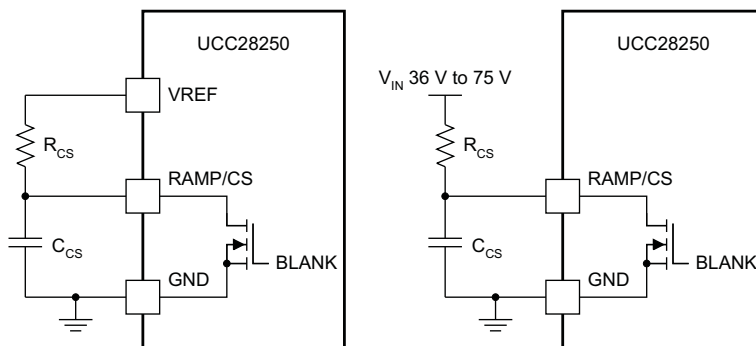 UCC28250
VREF
R_CS
RAMP/CS
C_CS
BLANK
GND
UCC28250
V_IN 36 V to 75 V
R_CS
RAMP/CS
C_CS
BLANK
GND